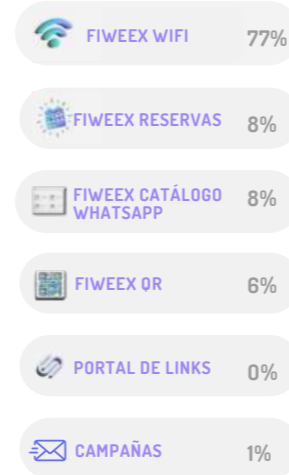 FIWEEX WIFI 77%
FIWEEX RESERVAS 8%
FIWEEX CATÁLOGO 8%
WHATSAPP
FIWEEX QR 6%
PORTAL DE LINKS 0%
CAMPAÑAS 1%